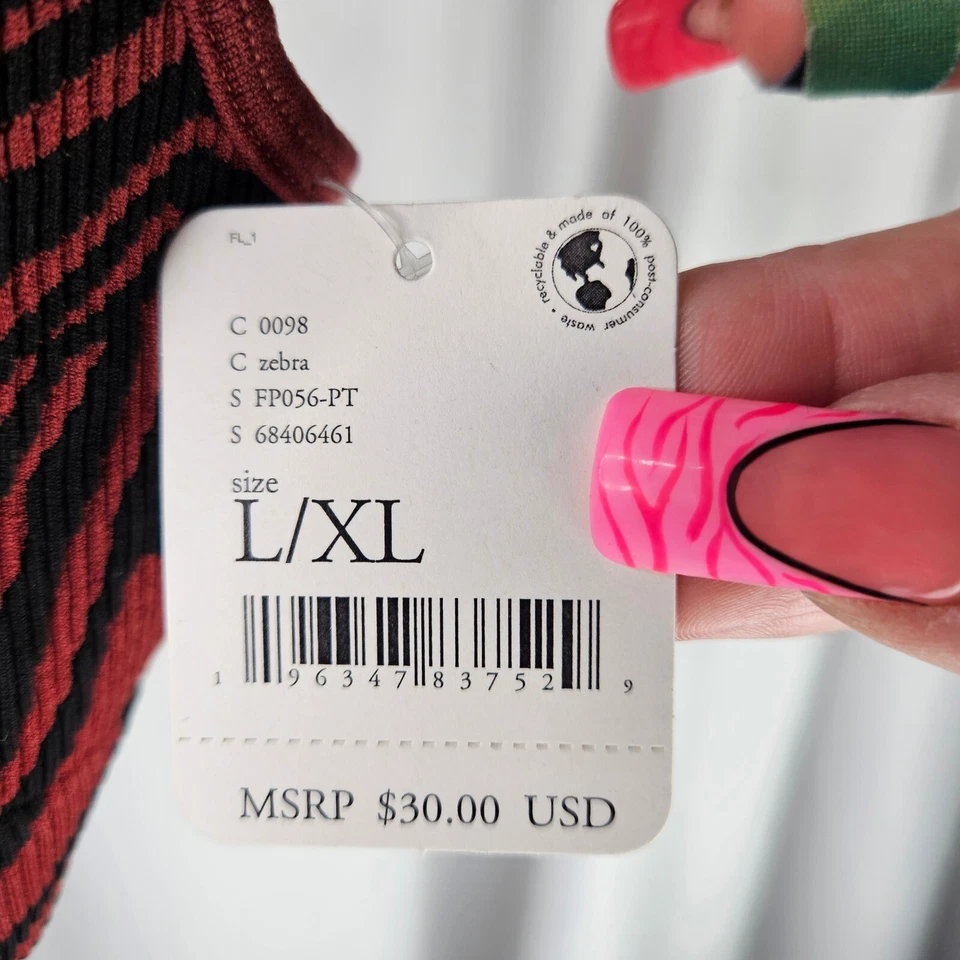 FL_1
recyclable & made of 100% post-consumer waste •
C 0098
C zebra
S FP056-PT
S 68406461
size
L/XL
1 96347 83752 9
MSRP $30.00 USD